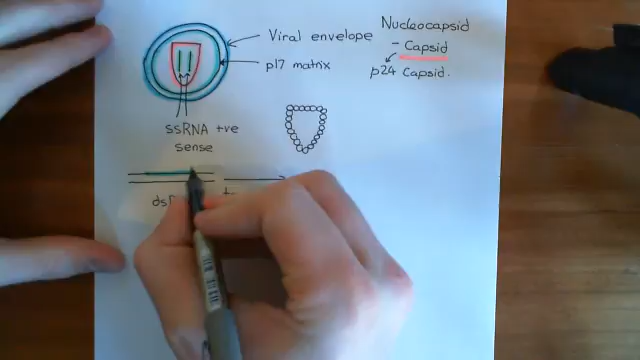 Nucleocapsid
- Capsid
p24 Capsid.
Viral envelope
p17 matrix
ssRNA +ve
sense